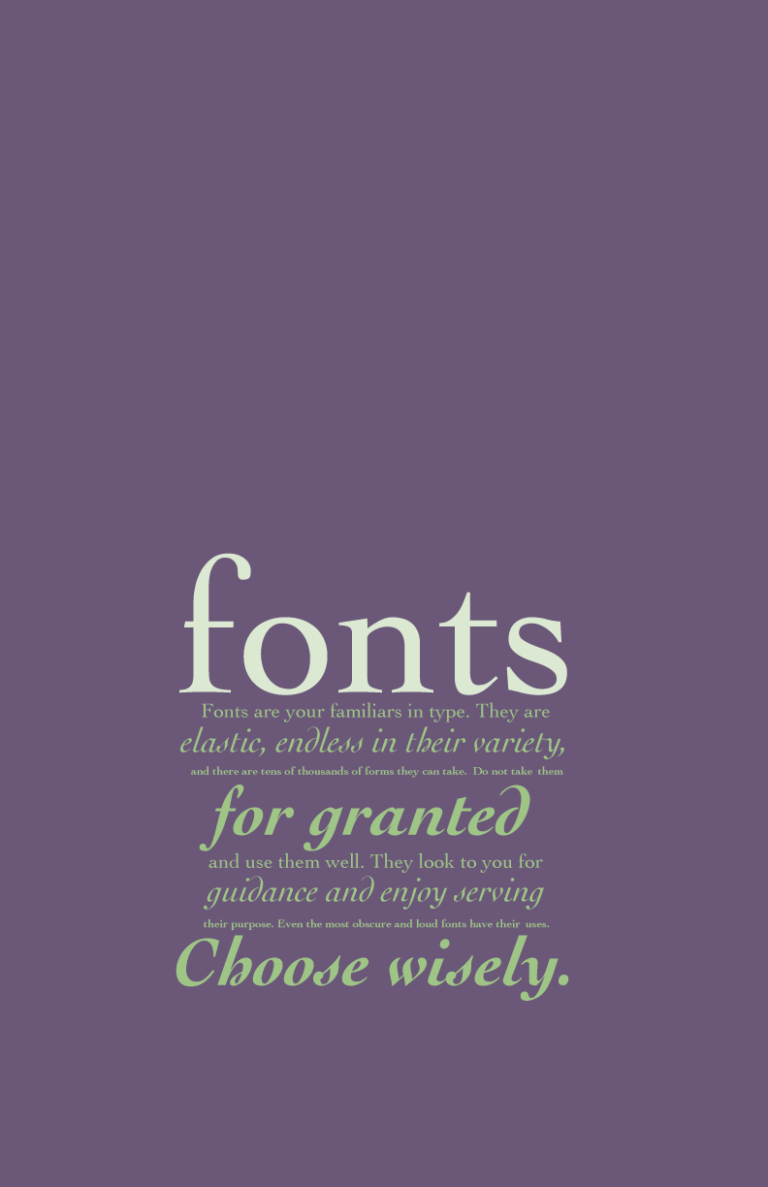 fonts
Fonts are your familiars in type. They are
elastic, endless in their variety,
and there are tens of thousands of forms they can take. Do not take them
for granted
and use them well. They look to you for
guidance and enjoy serving
their purpose. Even the most obscure and loud fonts have their uses.
Choose wisely.